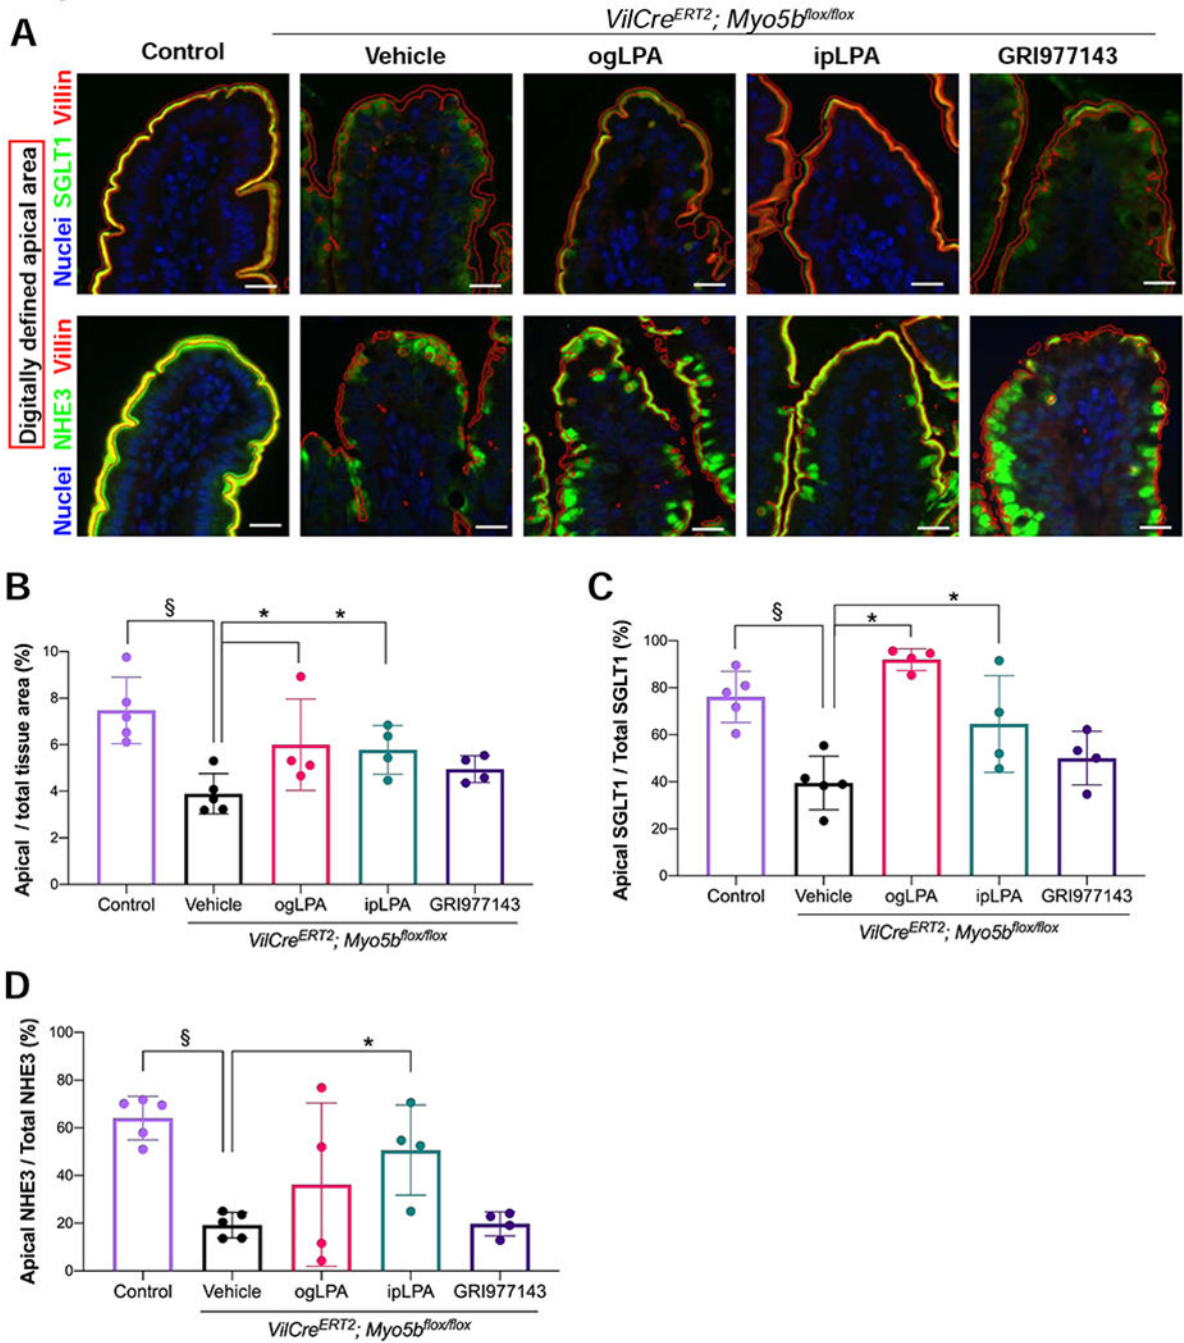 VilCreERT2; Myo5bflox/flox
A
Control
Vehicle
ogLPA
ipLPA
GRI977143
Digitally defined apical area
Nuclei SGLT1 Villin
Nuclei NHE3 Villin
B
Apical / total tissue area (%)
10
8
6
4
2
0
§
*
*
Control
Vehicle
ogLPA
ipLPA
GRI977143
VilCreERT2; Myo5bflox/flox
C
Apical SGLT1 / Total SGLT1 (%)
100
80
60
40
20
0
§
*
*
Control
Vehicle
ogLPA
ipLPA
GRI977143
VilCreERT2; Myo5bflox/flox
D
Apical NHE3 / Total NHE3 (%)
100
80
60
40
20
0
§
*
Control
Vehicle
ogLPA
ipLPA
GRI977143
VilCreERT2; Myo5bflox/flox